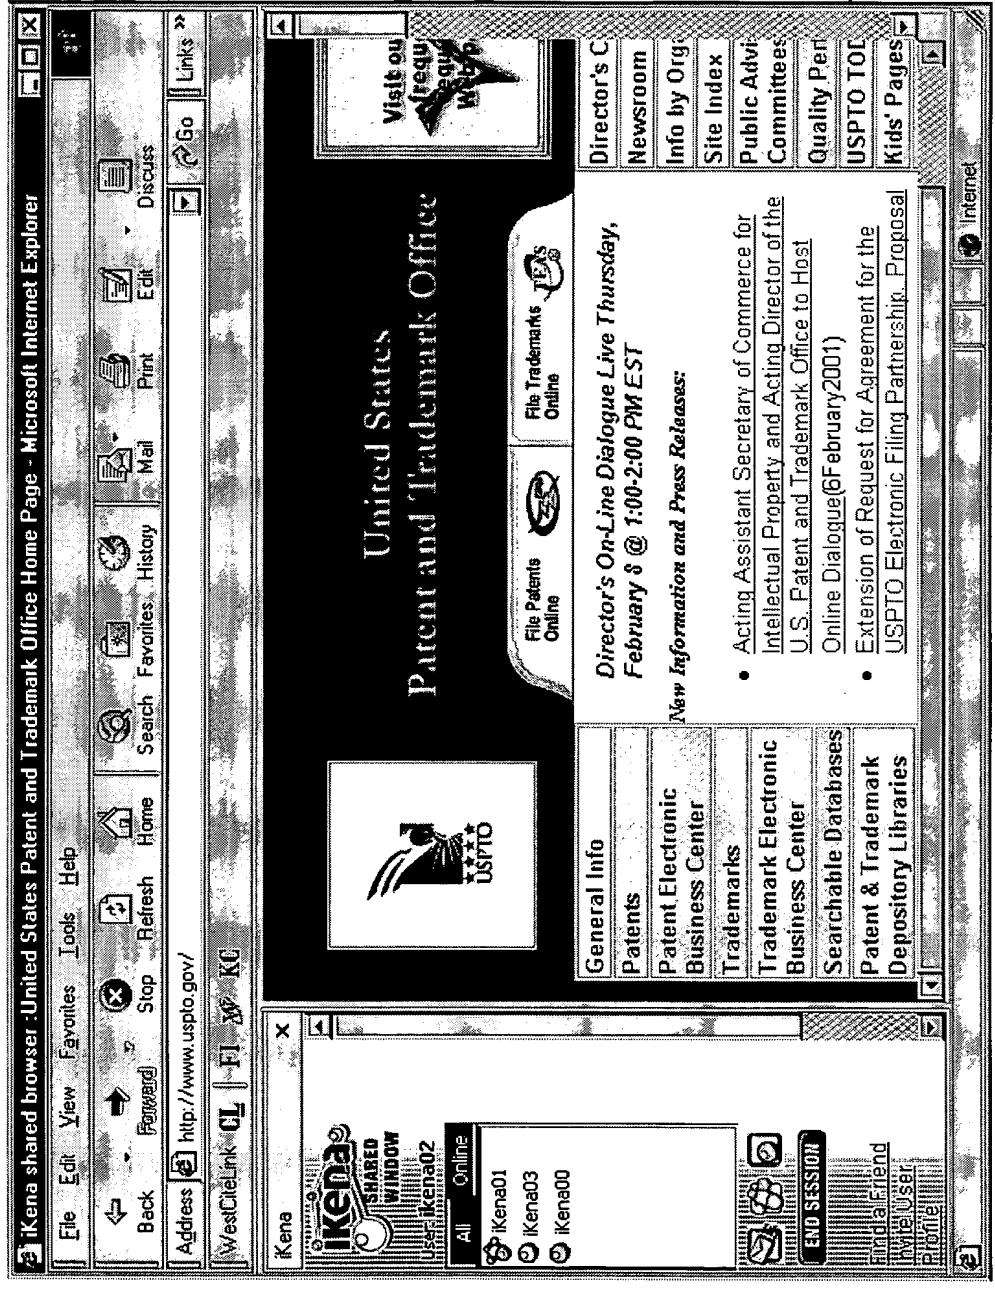 iKena shared browser :United States Patent and Trademark Office Home Page - Microsoft Internet Explorer
File Edit View Favorites Tools Help
Back Forward Stop Refresh Home Search Favorites History Mail Print Edit Discuss
Address http://www.uspto.gov/ Go Links »
WestCiteLink CL FI KC
iKena
iKena
SHARED
WINDOW
User: ikena02
All Online
iKena01
iKena03
iKena00
END SESSION
Find a Friend
Invite User
Profile
USPTO
United States
Patent and Trademark Office
Visit ou
File Patents
Online
File Trademarks
Online
TEAS
General Info
Patents
Patent Electronic
Business Center
Trademarks
Trademark Electronic
Business Center
Searchable Databases
Patent & Trademark
Depository Libraries
Director's On-Line Dialogue Live Thursday,
February 8 @ 1:00-2:00 PM EST
New Information and Press Releases:
• Acting Assistant Secretary of Commerce for
Intellectual Property and Acting Director of the
U.S. Patent and Trademark Office to Host
Online Dialogue(6February2001)
• Extension of Request for Agreement for the
USPTO Electronic Filing Partnership. Proposal
Director's C
Newsroom
Info by Org
Site Index
Public Advi
Committees
Quality Per
USPTO TOD
Kids' Pages
Internet